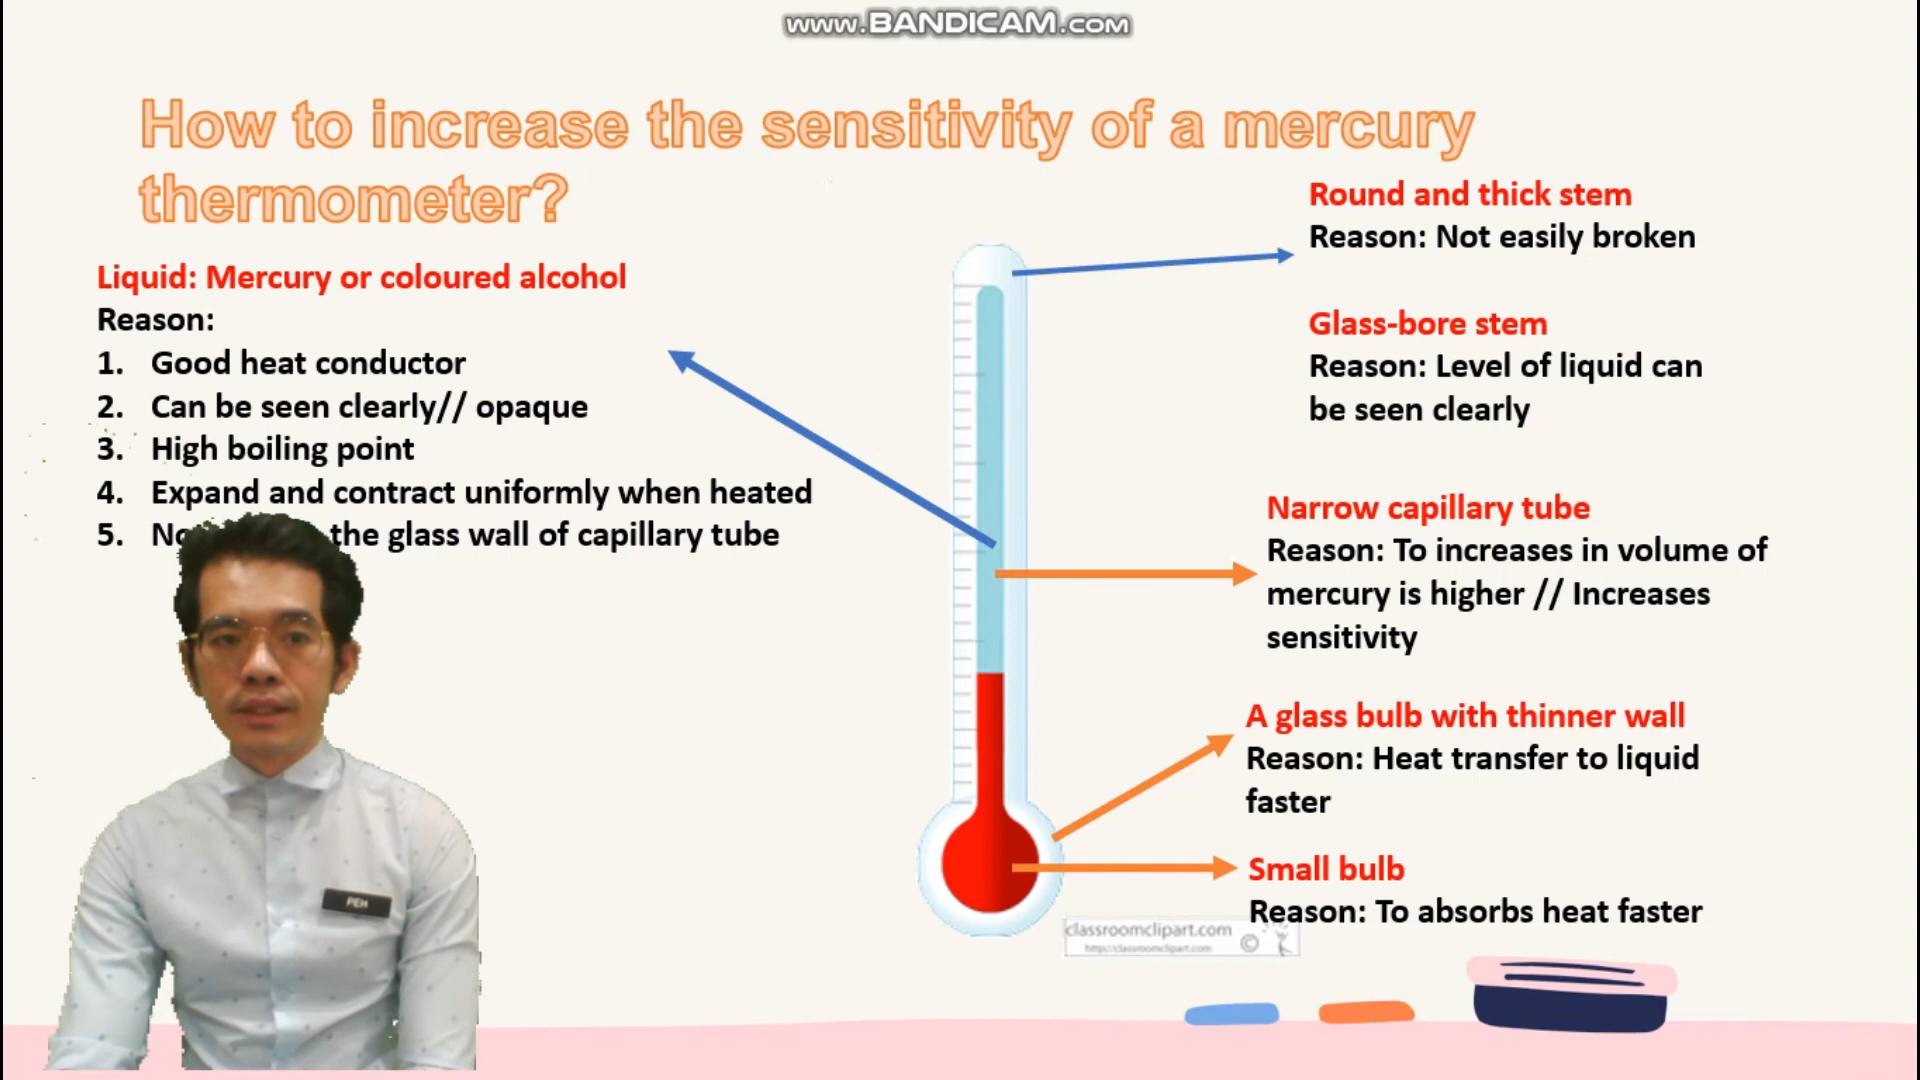 www.BANDICAM.com
How to increase the sensitivity of a mercury
thermometer?
Liquid: Mercury or coloured alcohol
Reason:
1. Good heat conductor
2. Can be seen clearly// opaque
3. High boiling point
4. Expand and contract uniformly when heated
5. the glass wall of capillary tube
Round and thick stem
Reason: Not easily broken
Glass-bore stem
Reason: Level of liquid can
be seen clearly
Narrow capillary tube
Reason: To increases in volume of
mercury is higher // Increases
sensitivity
A glass bulb with thinner wall
Reason: Heat transfer to liquid
faster
Small bulb
Reason: To absorbs heat faster
classroomclipart.com
http://classroomclipart.com
©
PEH